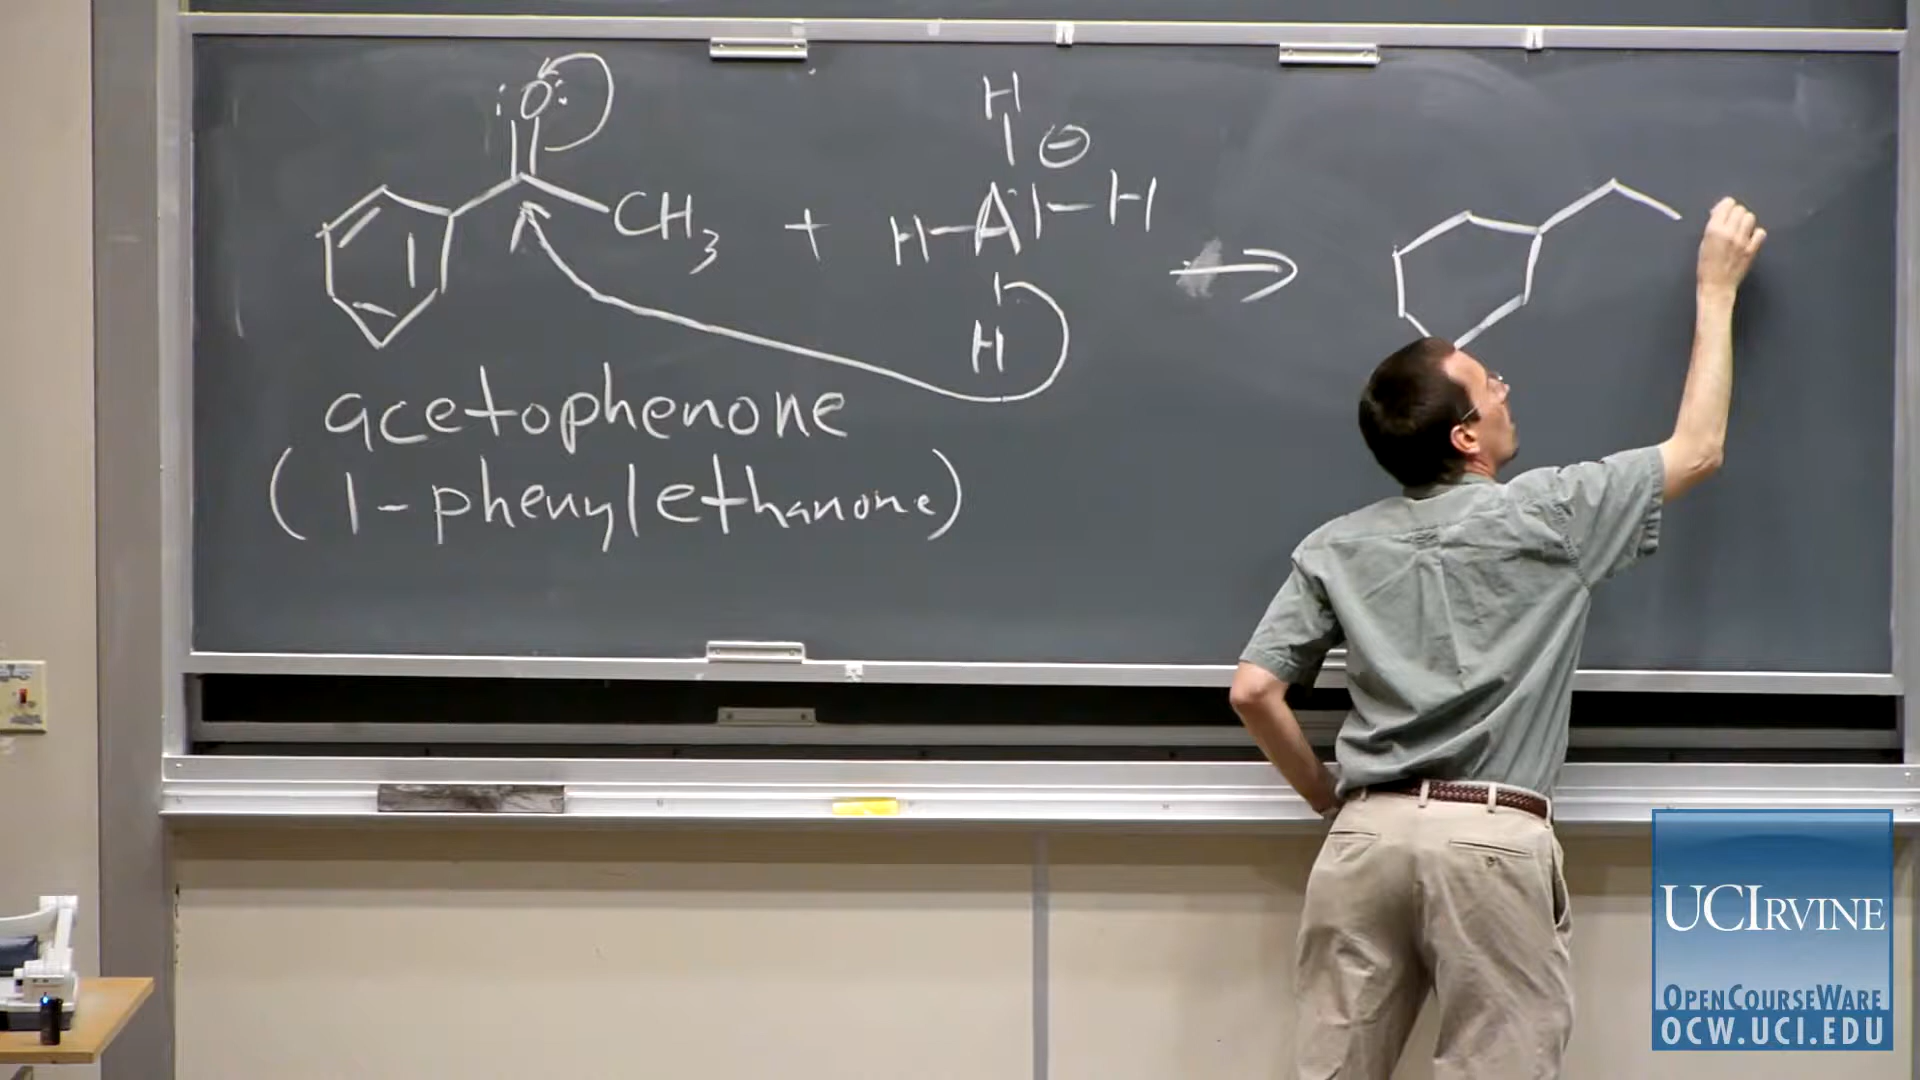 :O:
CH3
+
H
⊖
H-Al-H
H
→
acetophenone
(1-phenylethanone)
UCIRVINE
OPENCOURSEWARE
OCW.UCI.EDU